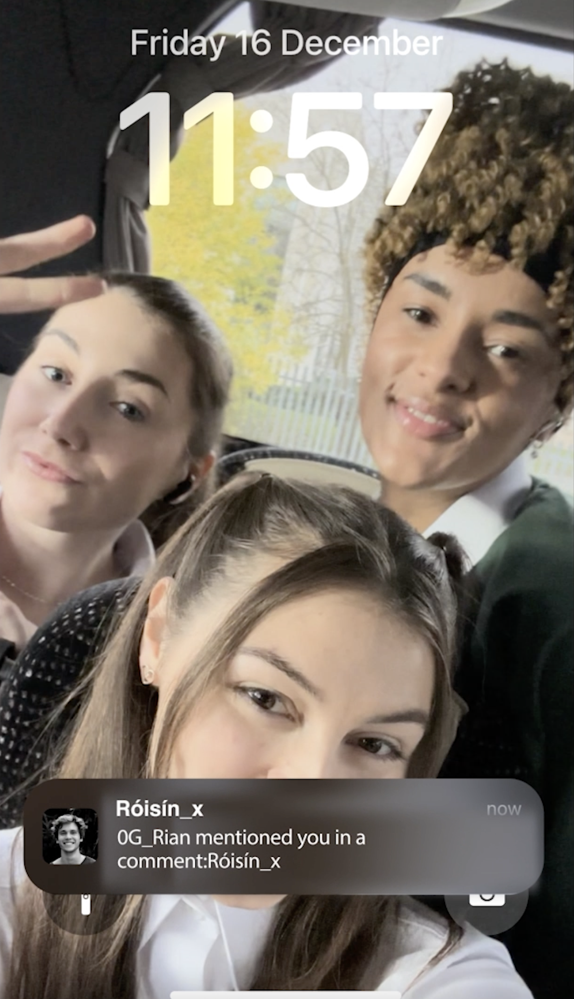 Friday 16 December
11:57
Róisín_x
now
0G_Rian mentioned you in a
comment:Róisín_x